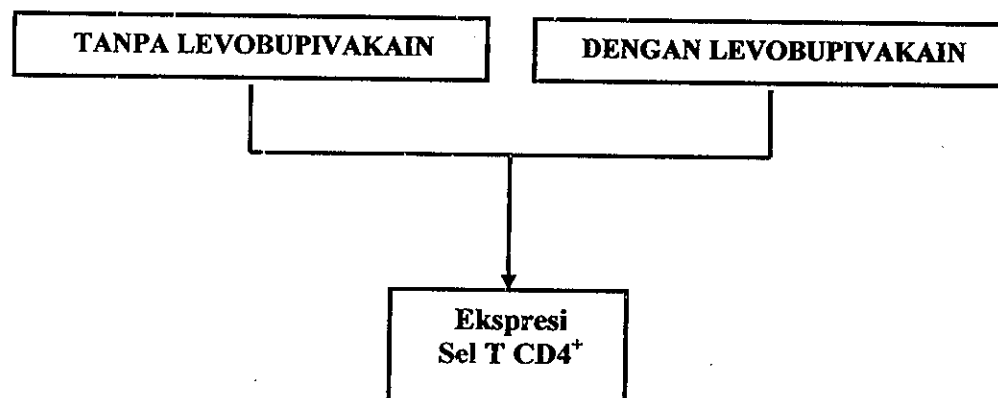 TANPA LEVOBUPIVAKAIN
DENGAN LEVOBUPIVAKAIN
Ekspresi
Sel T CD4⁺